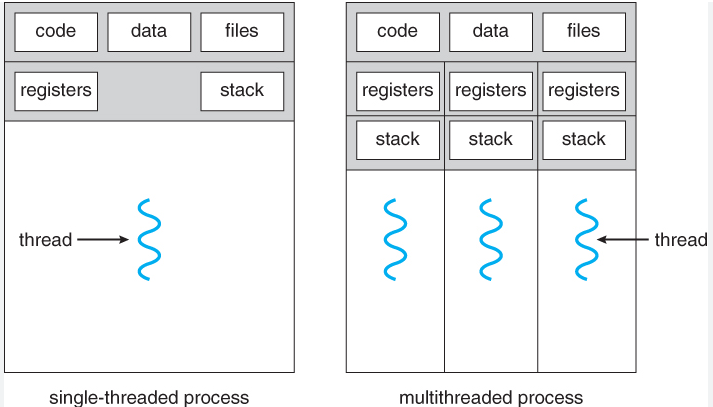 code data files
registers stack
thread
single-threaded process
code data files
registers registers registers
stack stack stack
thread
multithreaded process